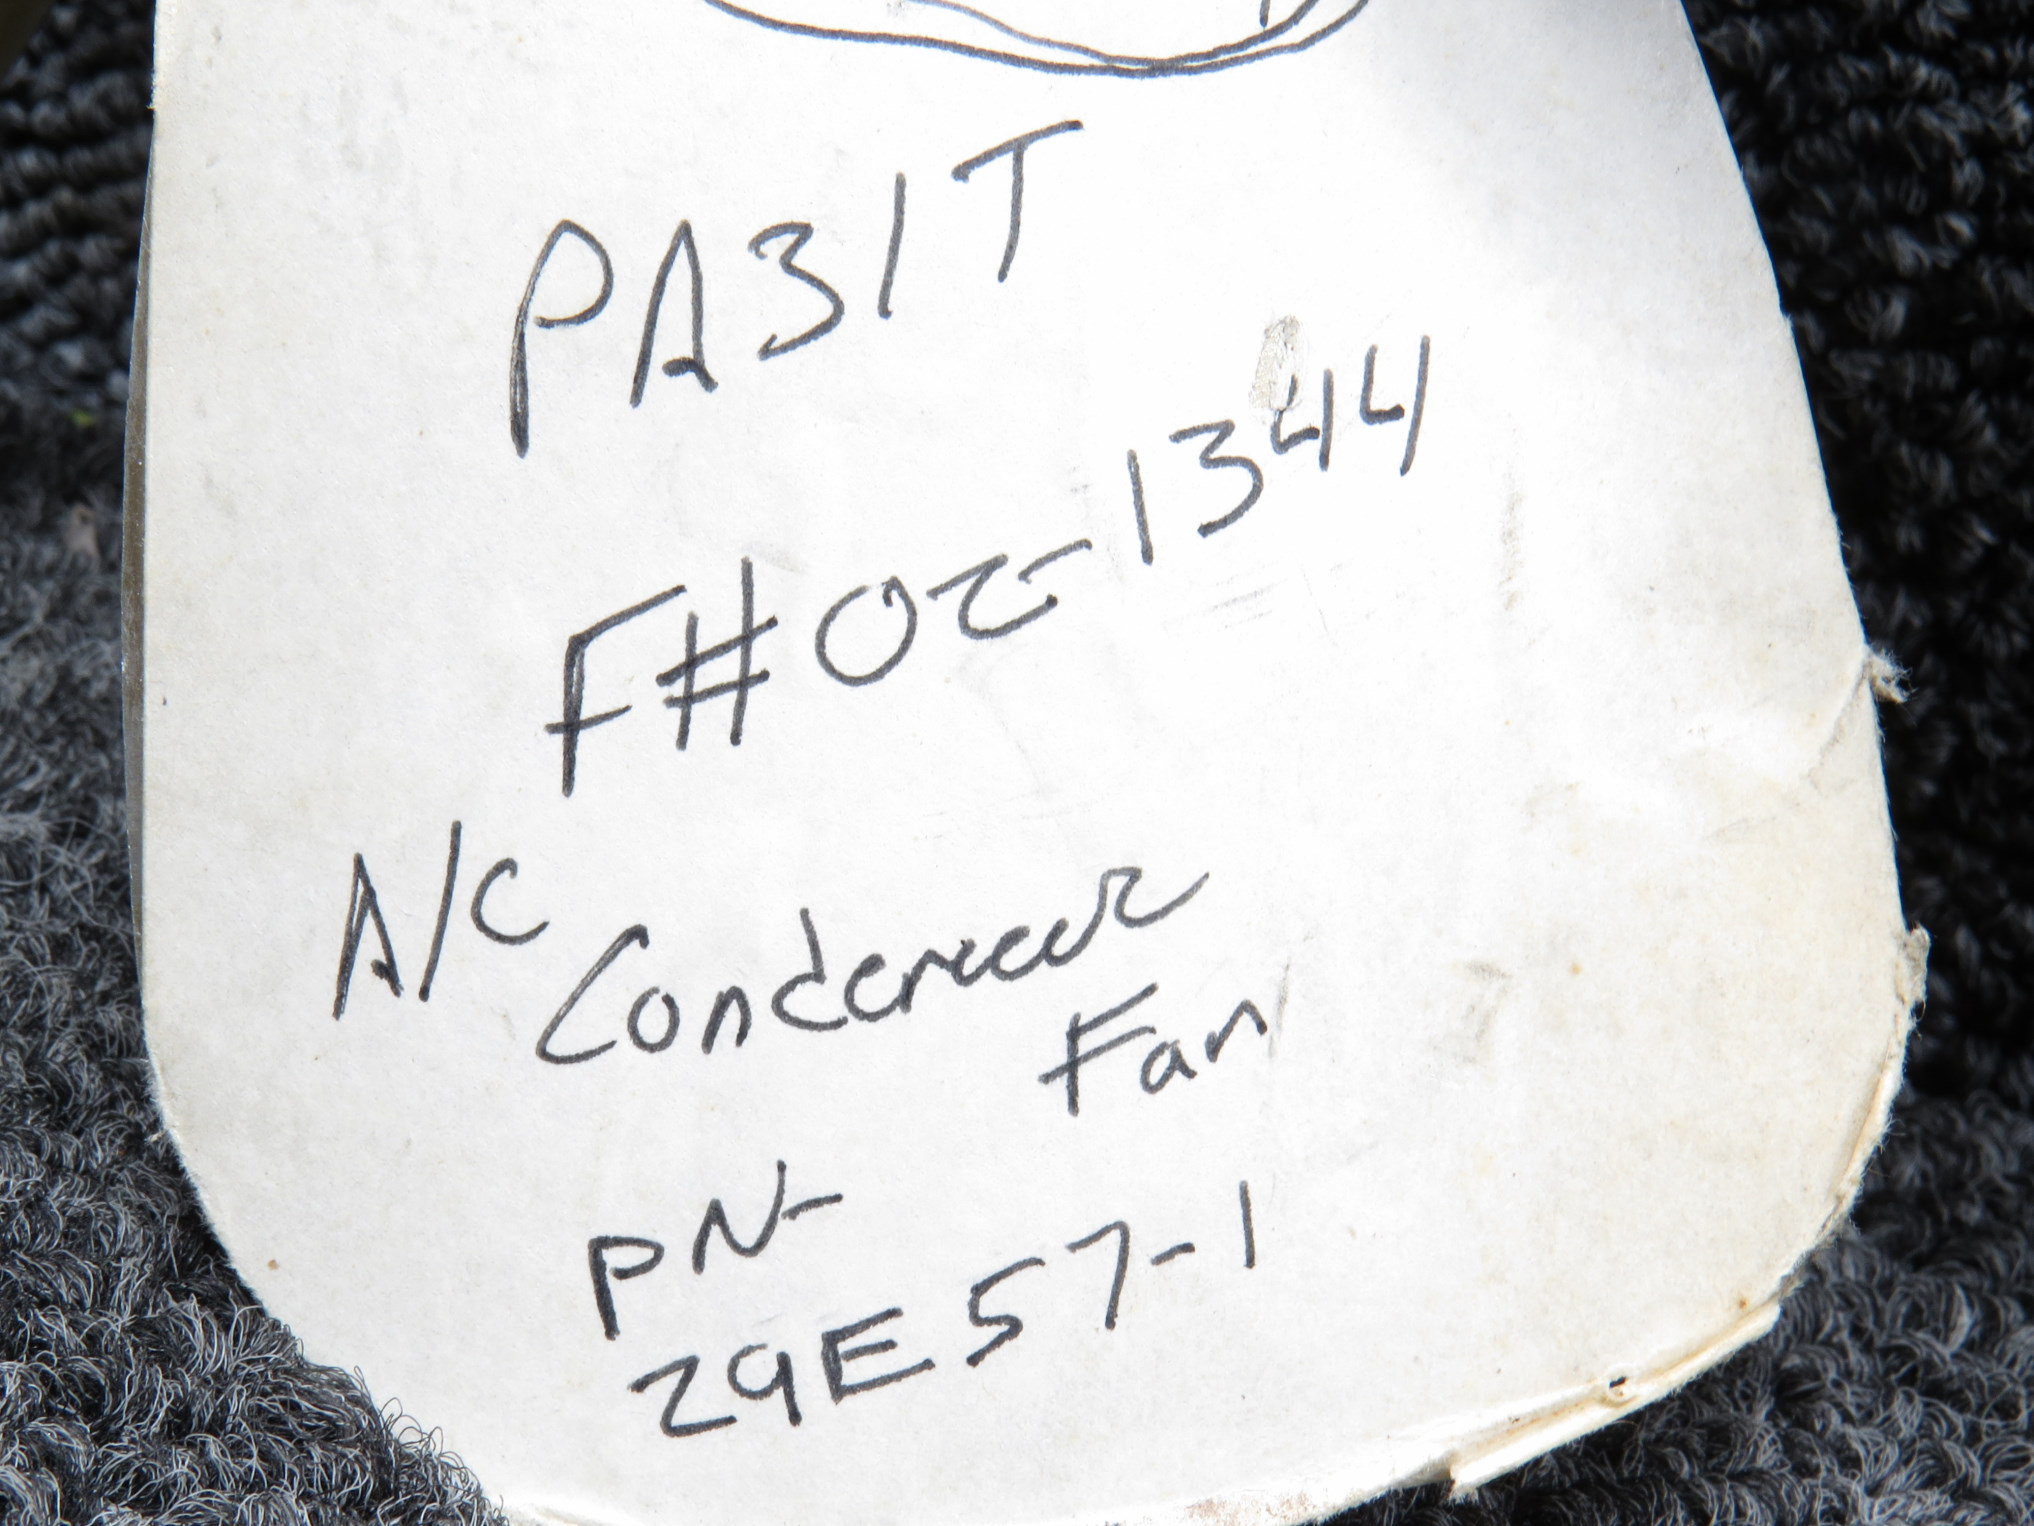 PA31T
F#02-1344
A/C Condenser
Fan
PN-
29E57-1